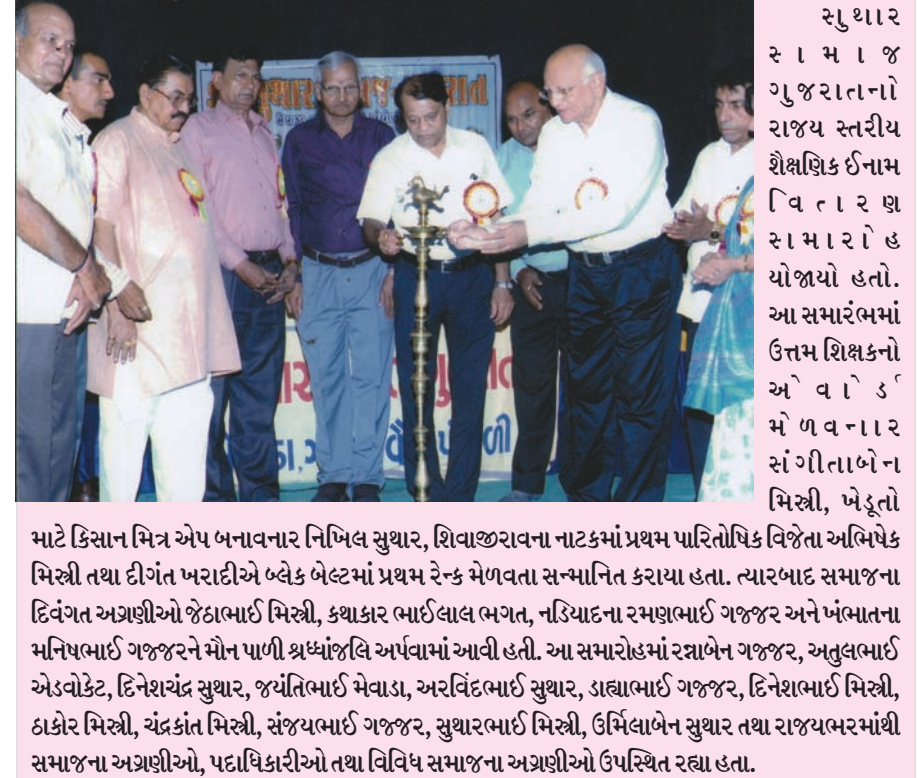 સુથાર
સમાજ
ગુજરાતનો
રાજય સ્તરીય
શૈક્ષણિક ઈનામ
વિતરણ
સમારોહ
યોજાયો હતો.
આ સમારંભમાં
ઉત્તમ શિક્ષકનો
એવોર્ડ
મેળવનાર
સંગીતાબેન
મિસ્ત્રી, ખેડૂતો
માટે કિસાન મિત્ર એપ બનાવનાર નિખિલ સુથાર, શિવાજીરાવના નાટકમાં પ્રથમ પારિતોષિક વિજેતા અભિષેક
મિસ્ત્રી તથા દીગંત ખરાદીએ બ્લેક બેલ્ટમાં પ્રથમ રેન્ક મેળવતા સન્માનિત કરાયા હતા. ત્યારબાદ સમાજના
દિવંગત અગ્રણીઓ જેઠાભાઈ મિસ્ત્રી, કથાકાર ભાઈલાલ ભગત, નડિયાદના રમણભાઈ ગજ્જર અને ખંભાતના
મનિષભાઈ ગજ્જરને મૌન પાળી શ્રધ્ધાંજલિ અર્પવામાં આવી હતી. આ સમારોહમાં રન્નાબેન ગજ્જર, અતુલભાઈ
એડવોકેટ, દિનેશચંદ્ર સુથાર, જયંતિભાઈ મેવાડા, અરવિંદભાઈ સુથાર, ડાહ્યાભાઈ ગજ્જર, દિનેશભાઈ મિસ્ત્રી,
ઠાકોર મિસ્ત્રી, ચંદ્રકાંત મિસ્ત્રી, સંજયભાઈ ગજ્જર, સુથારભાઈ મિસ્ત્રી, ઉર્મિલાબેન સુથાર તથા રાજયભરમાંથી
સમાજના અગ્રણીઓ, પદાધિકારીઓ તથા વિવિધ સમાજના અગ્રણીઓ ઉપસ્થિત રહ્યા હતા.